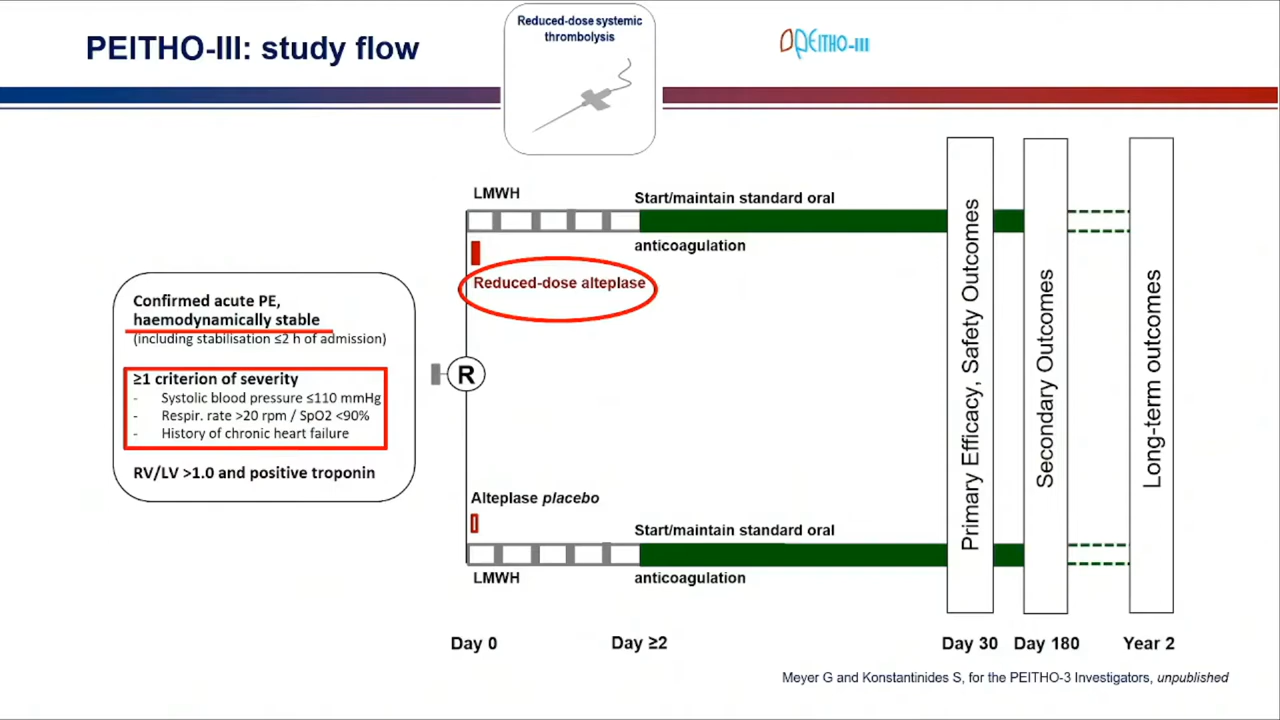 Reduced-dose systemic
thrombolysis
PEITHO-III: study flow
PEITHO-III
LMWH
Start/maintain standard oral
anticoagulation
Reduced-dose alteplase
Confirmed acute PE,
haemodynamically stable
(including stabilisation ≤2 h of admission)
≥1 criterion of severity
- Systolic blood pressure ≤110 mmHg
- Respir. rate >20 rpm / SpO2 <90%
- History of chronic heart failure
RV/LV >1.0 and positive troponin
R
Alteplase placebo
Start/maintain standard oral
LMWH
anticoagulation
Primary Efficacy, Safety Outcomes
Secondary Outcomes
Long-term outcomes
Day 0
Day ≥2
Day 30
Day 180
Year 2
Meyer G and Konstantinides S, for the PEITHO-3 Investigators, unpublished